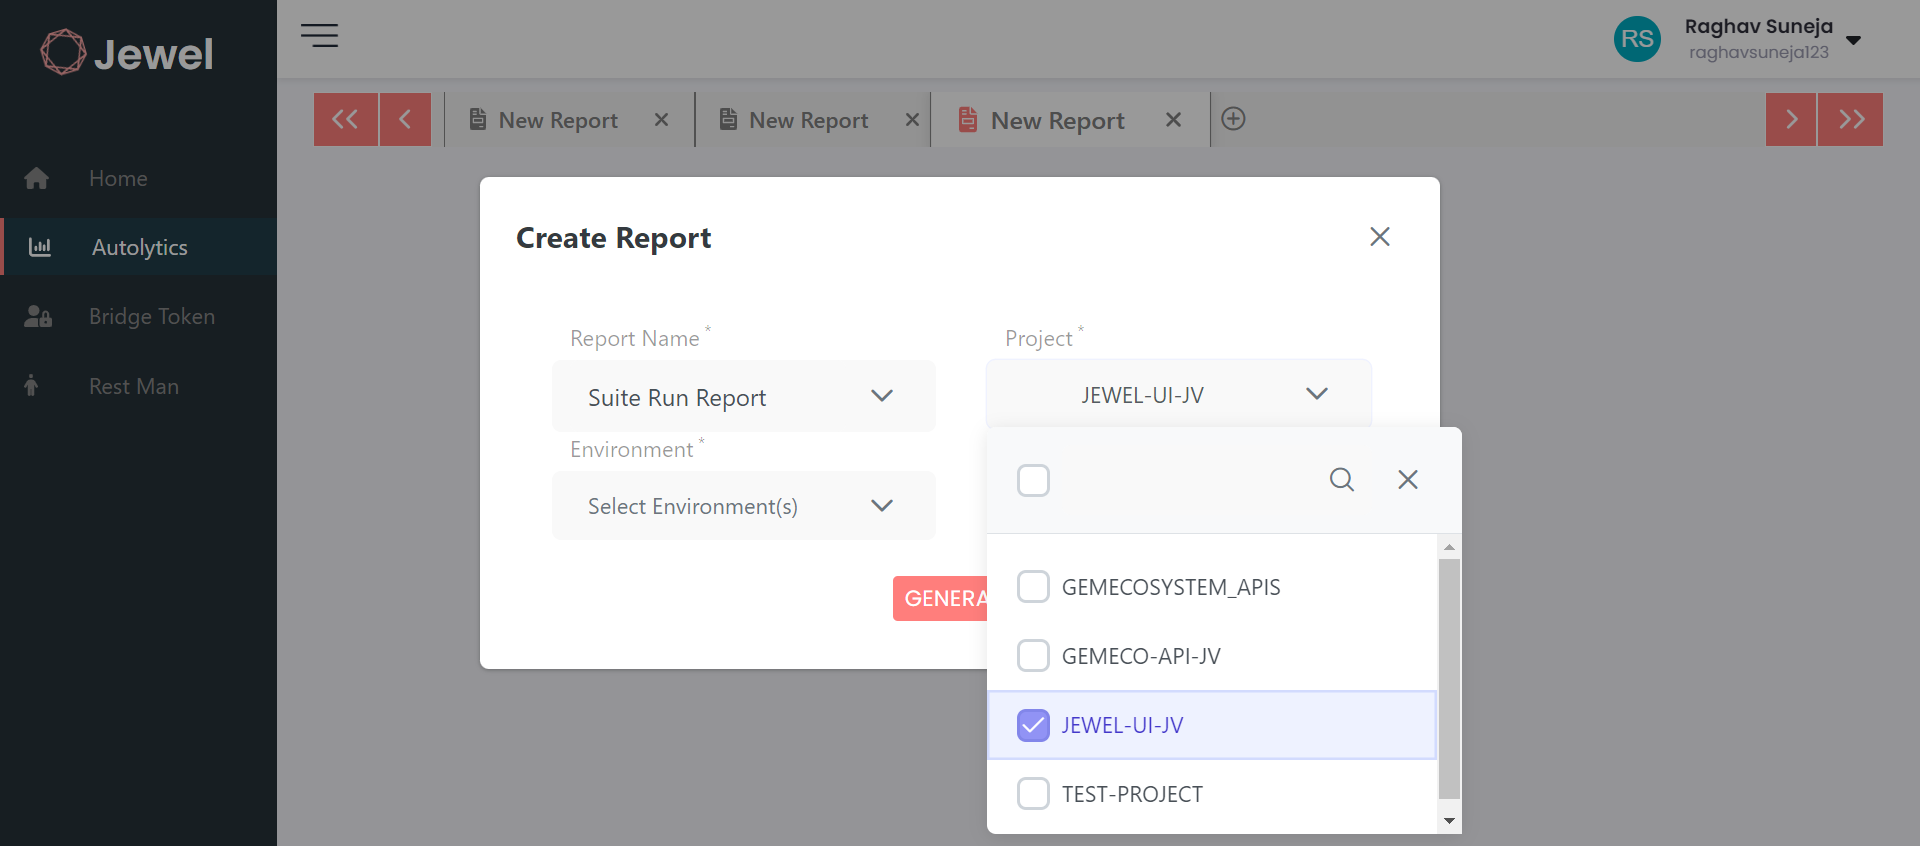 Jewel
RS
Raghav Suneja
raghavsuneja123
New Report
New Report
New Report
Home
Autolytics
Bridge Token
Rest Man
Create Report
Report Name *
Project *
Suite Run Report
JEWEL-UI-JV
Environment *
Select Environment(s)
GENERA
GEMECOSYSTEM_APIS
GEMECO-API-JV
JEWEL-UI-JV
TEST-PROJECT